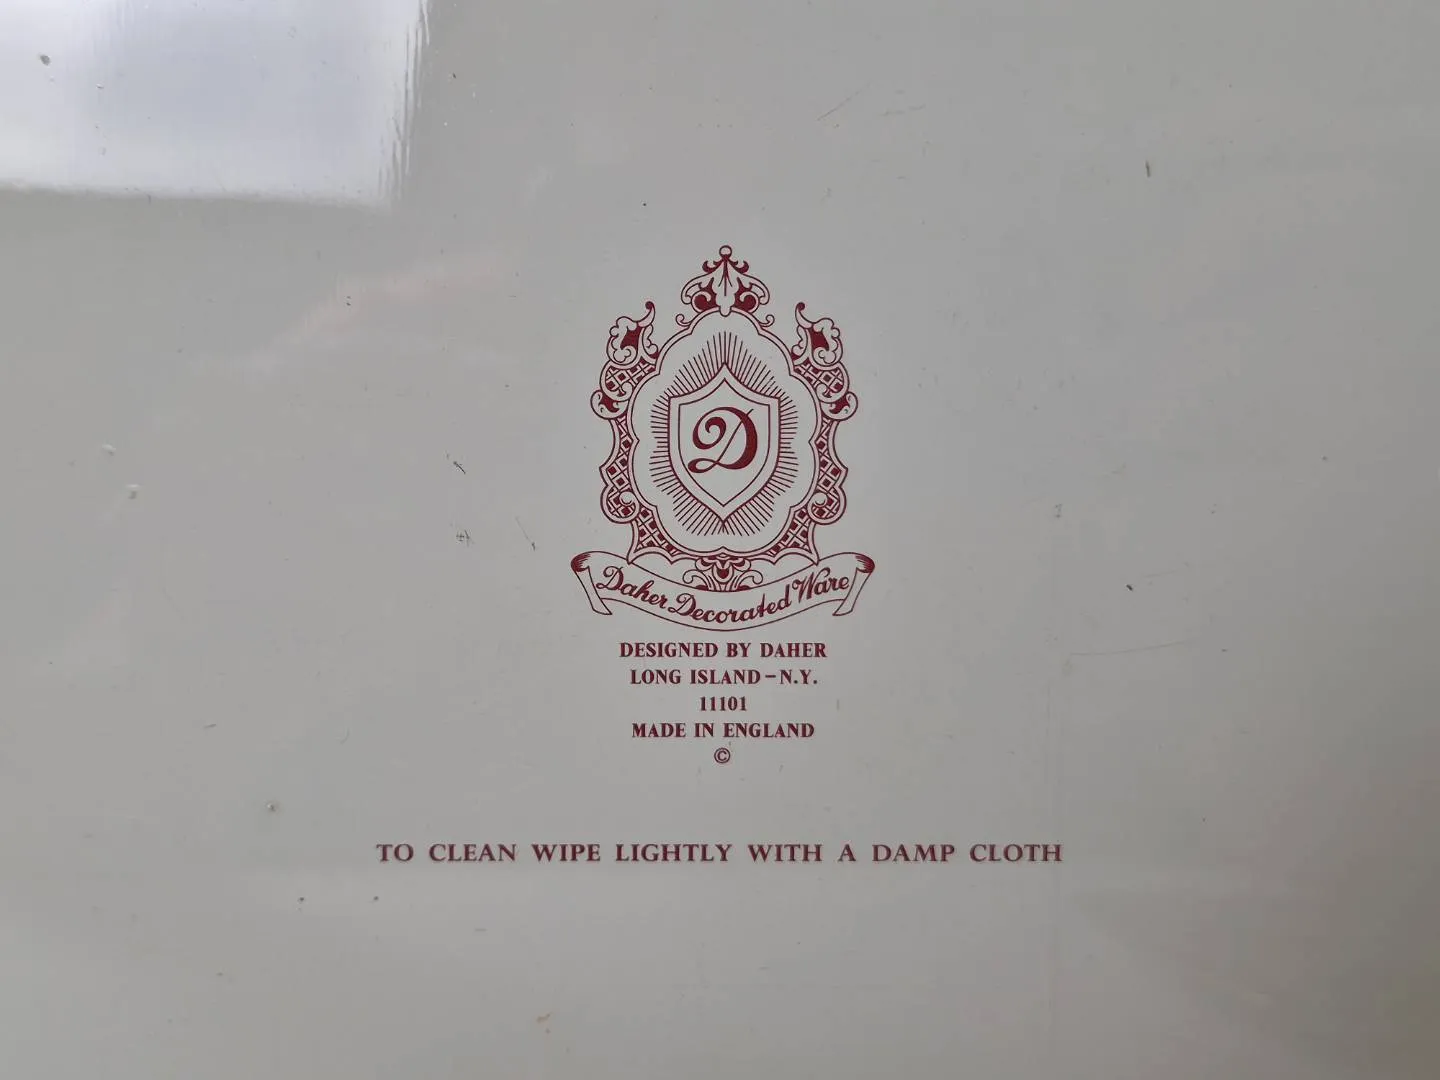 D
Daher Decorated Ware
DESIGNED BY DAHER
LONG ISLAND – N.Y.
11101
MADE IN ENGLAND
©
TO CLEAN WIPE LIGHTLY WITH A DAMP CLOTH